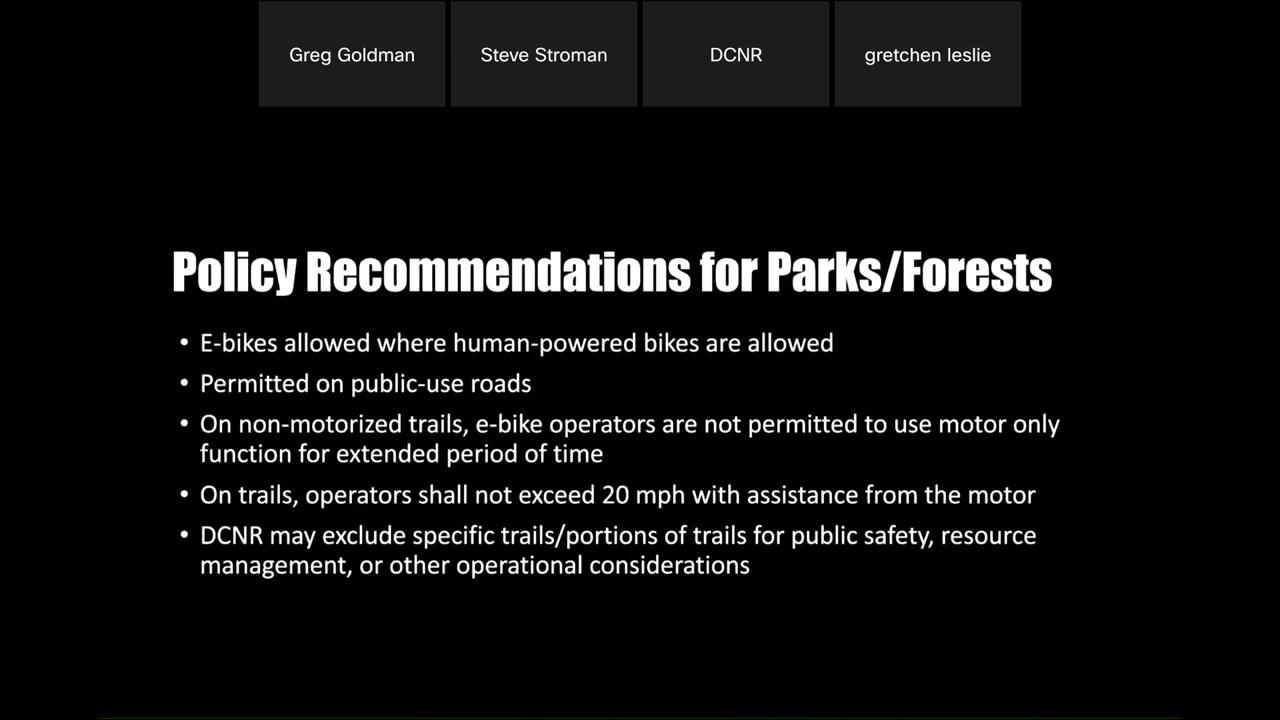 Greg Goldman
Steve Stroman
DCNR
gretchen leslie
Policy Recommendations for Parks/Forests
• E-bikes allowed where human-powered bikes are allowed
• Permitted on public-use roads
• On non-motorized trails, e-bike operators are not permitted to use motor only
function for extended period of time
• On trails, operators shall not exceed 20 mph with assistance from the motor
• DCNR may exclude specific trails/portions of trails for public safety, resource
management, or other operational considerations